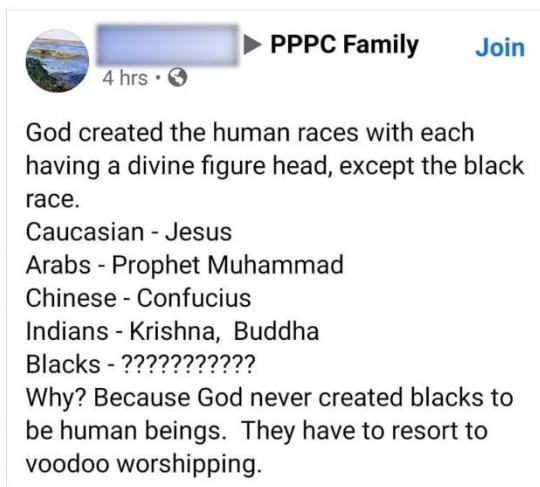 PPPC Family Join
4 hrs
God created the human races with each
having a divine figure head, except the black
race.
Caucasian - Jesus
Arabs - Prophet Muhammad
Chinese - Confucius
Indians - Krishna, Buddha
Blacks - ???????????
Why? Because God never created blacks to
be human beings. They have to resort to
voodoo worshipping.